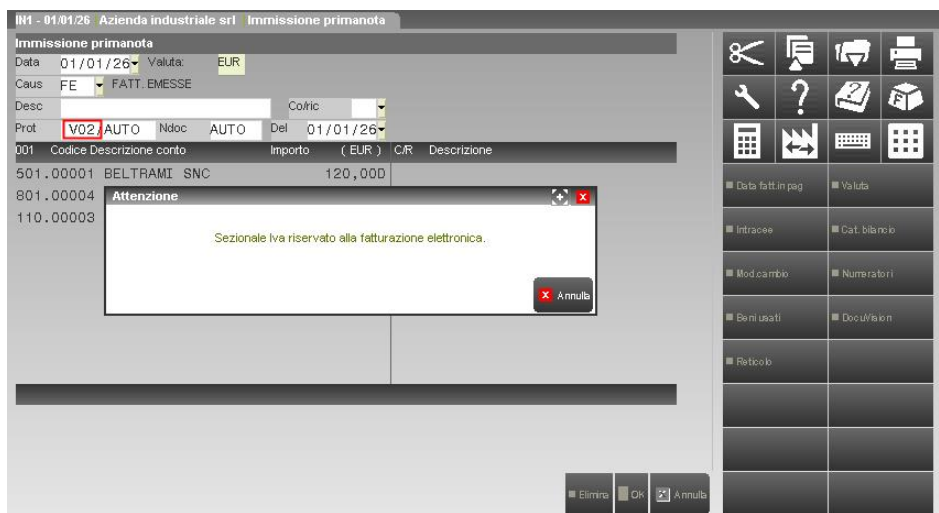 IN1 - 01/01/26 Azienda industriale srl Immissione primanota
Immissione primanota
Data 01/01/26 Valuta: EUR
Caus FE FATT. EMESSE
Desc Co/ric
Prot V02/AUTO Ndoc AUTO Del 01/01/26
001 Codice Descrizione conto Importo ( EUR ) C/R Descrizione
501.00001 BELTRAMI SNC 120,00D
801.00004
110.00003
Attenzione
Sezionale Iva riservato alla fatturazione elettronica.
Annulla
Data fatt.in pag Valuta
Intracee Cat. bilancio
Mod.cambio Numeratori
Beni usati DocuVision
Reticolo
Elimina OK Annulla